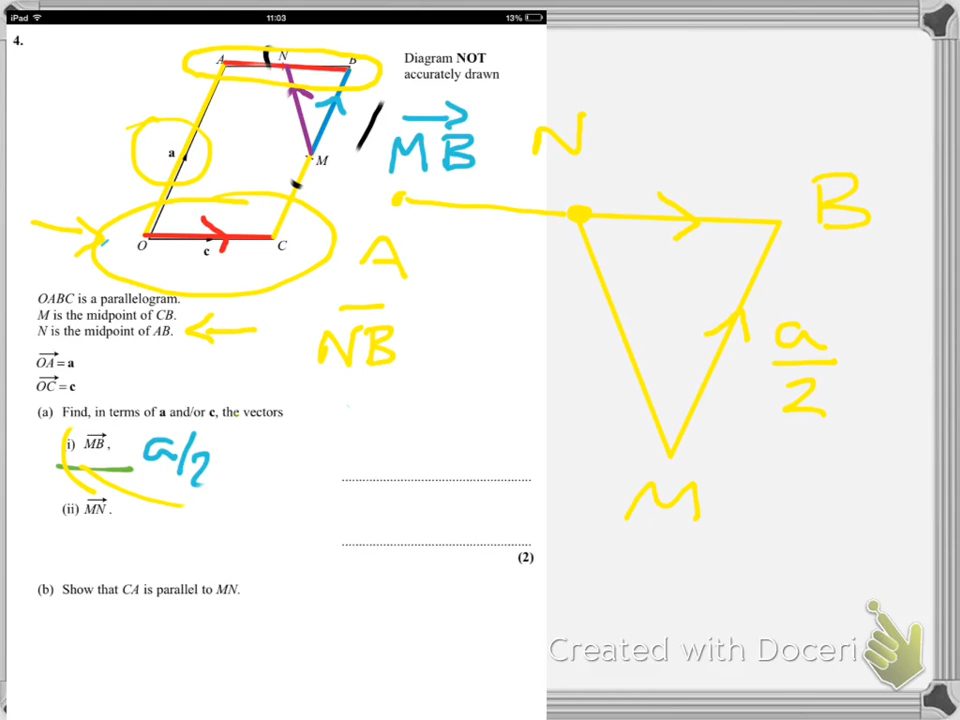 iPad 11:03 13%
4.
A N B
Diagram NOT
accurately drawn
a
M
O C
c
MB
N
B
A
NB
a
2
M
OABC is a parallelogram.
M is the midpoint of CB.
N is the midpoint of AB.
OA = a
OC = c
(a) Find, in terms of a and/or c, the vectors
i) MB, a/2
(ii) MN.
(2)
(b) Show that CA is parallel to MN.
Created with Doceri